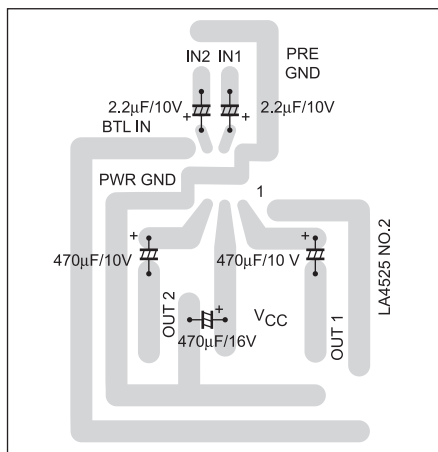 PRE
GND
IN2 IN1
2.2µF/10V
2.2µF/10V
+
+
BTL IN
PWR GND
1
+
+
470µF/10V
470µF/10 V
LA4525 NO.2
OUT 2
+
VCC
470µF/16V
OUT 1